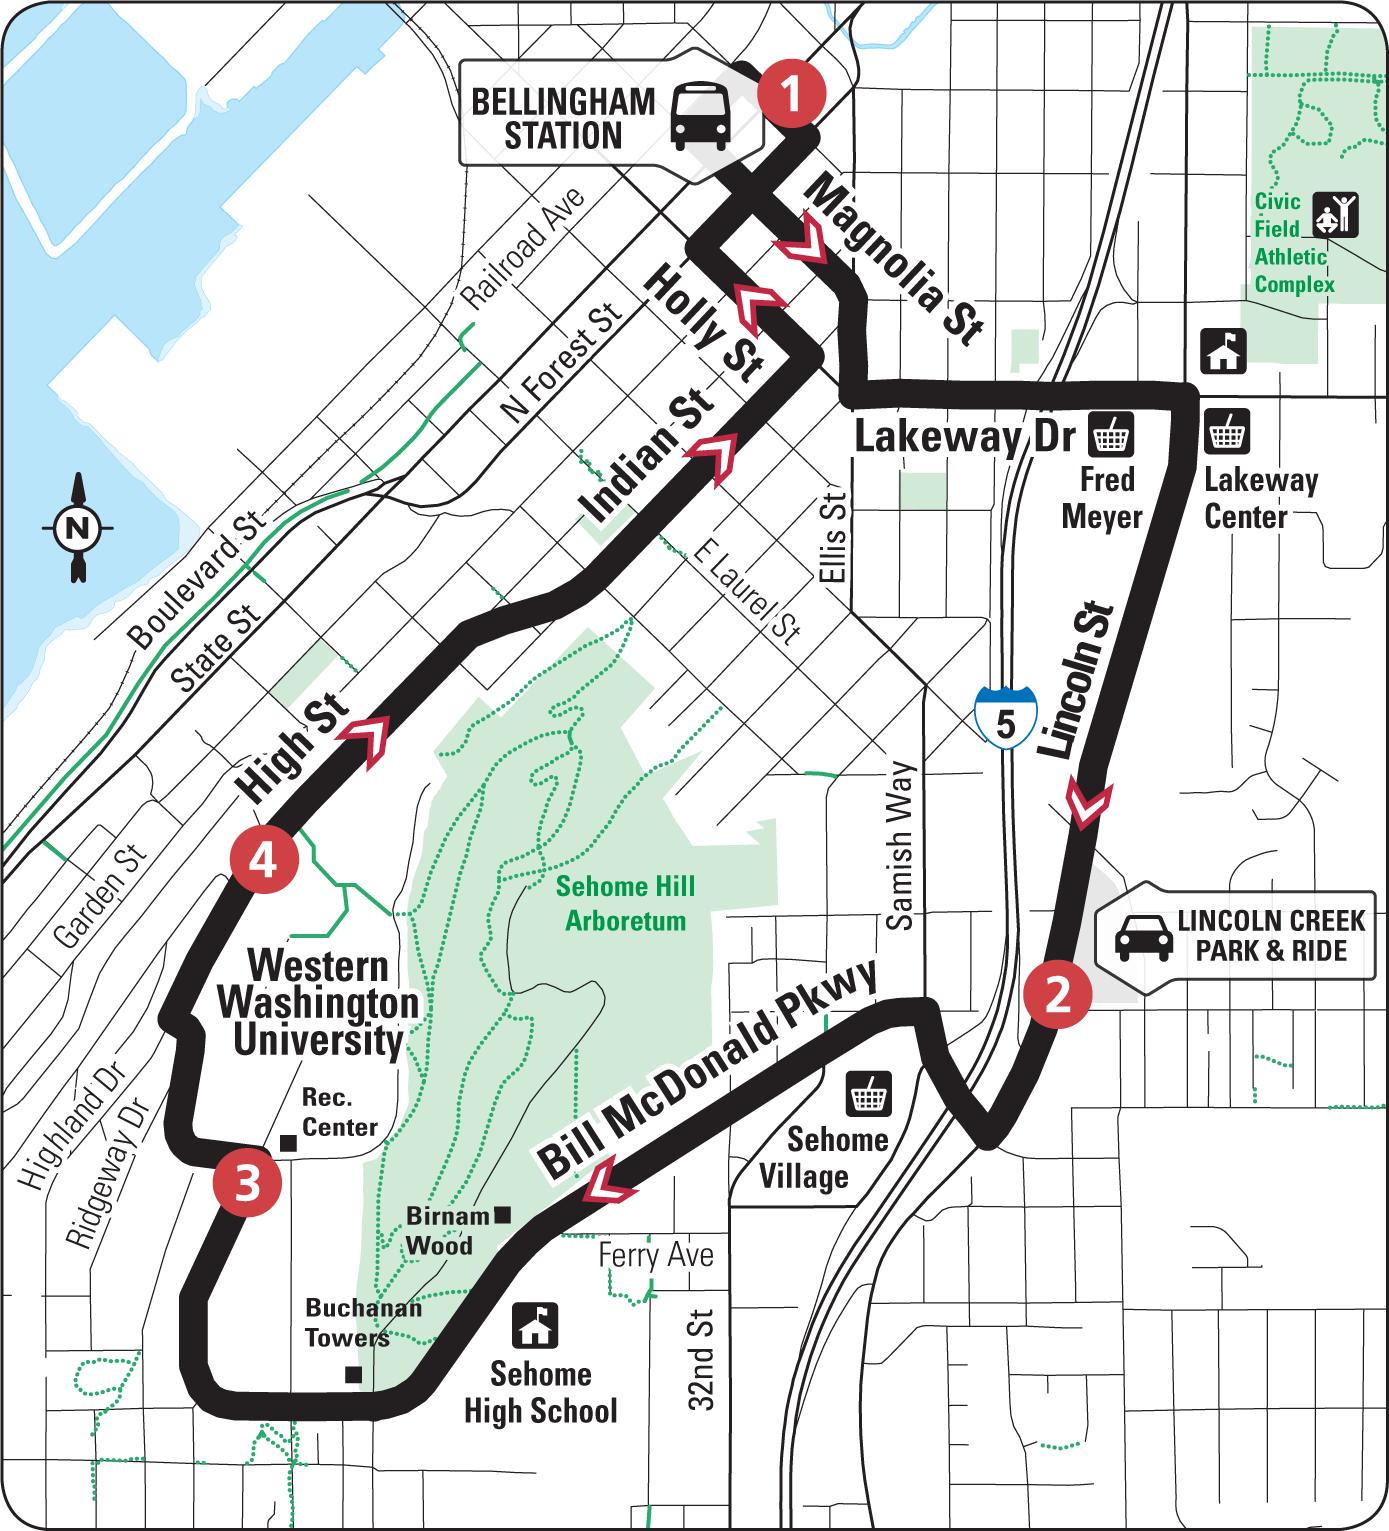 1
BELLINGHAM
STATION
Magnolia St
Railroad Ave
Civic
Field
Athletic
Complex
Holly St
N Forest St
Indian St
Lakeway Dr
Fred
Meyer
Lakeway
Center
N
Ellis St
Boulevard St
E Laurel St
State St
Lincoln St
5
High St
Samish Way
4
Garden St
Sehome Hill
Arboretum
LINCOLN CREEK
PARK & RIDE
2
Western
Washington
University
Bill McDonald Pkwy
Rec.
Center
Highland Dr
Ridgeway Dr
Sehome
Village
3
Birnam
Wood
Ferry Ave
Buchanan
Towers
32nd St
Sehome
High School